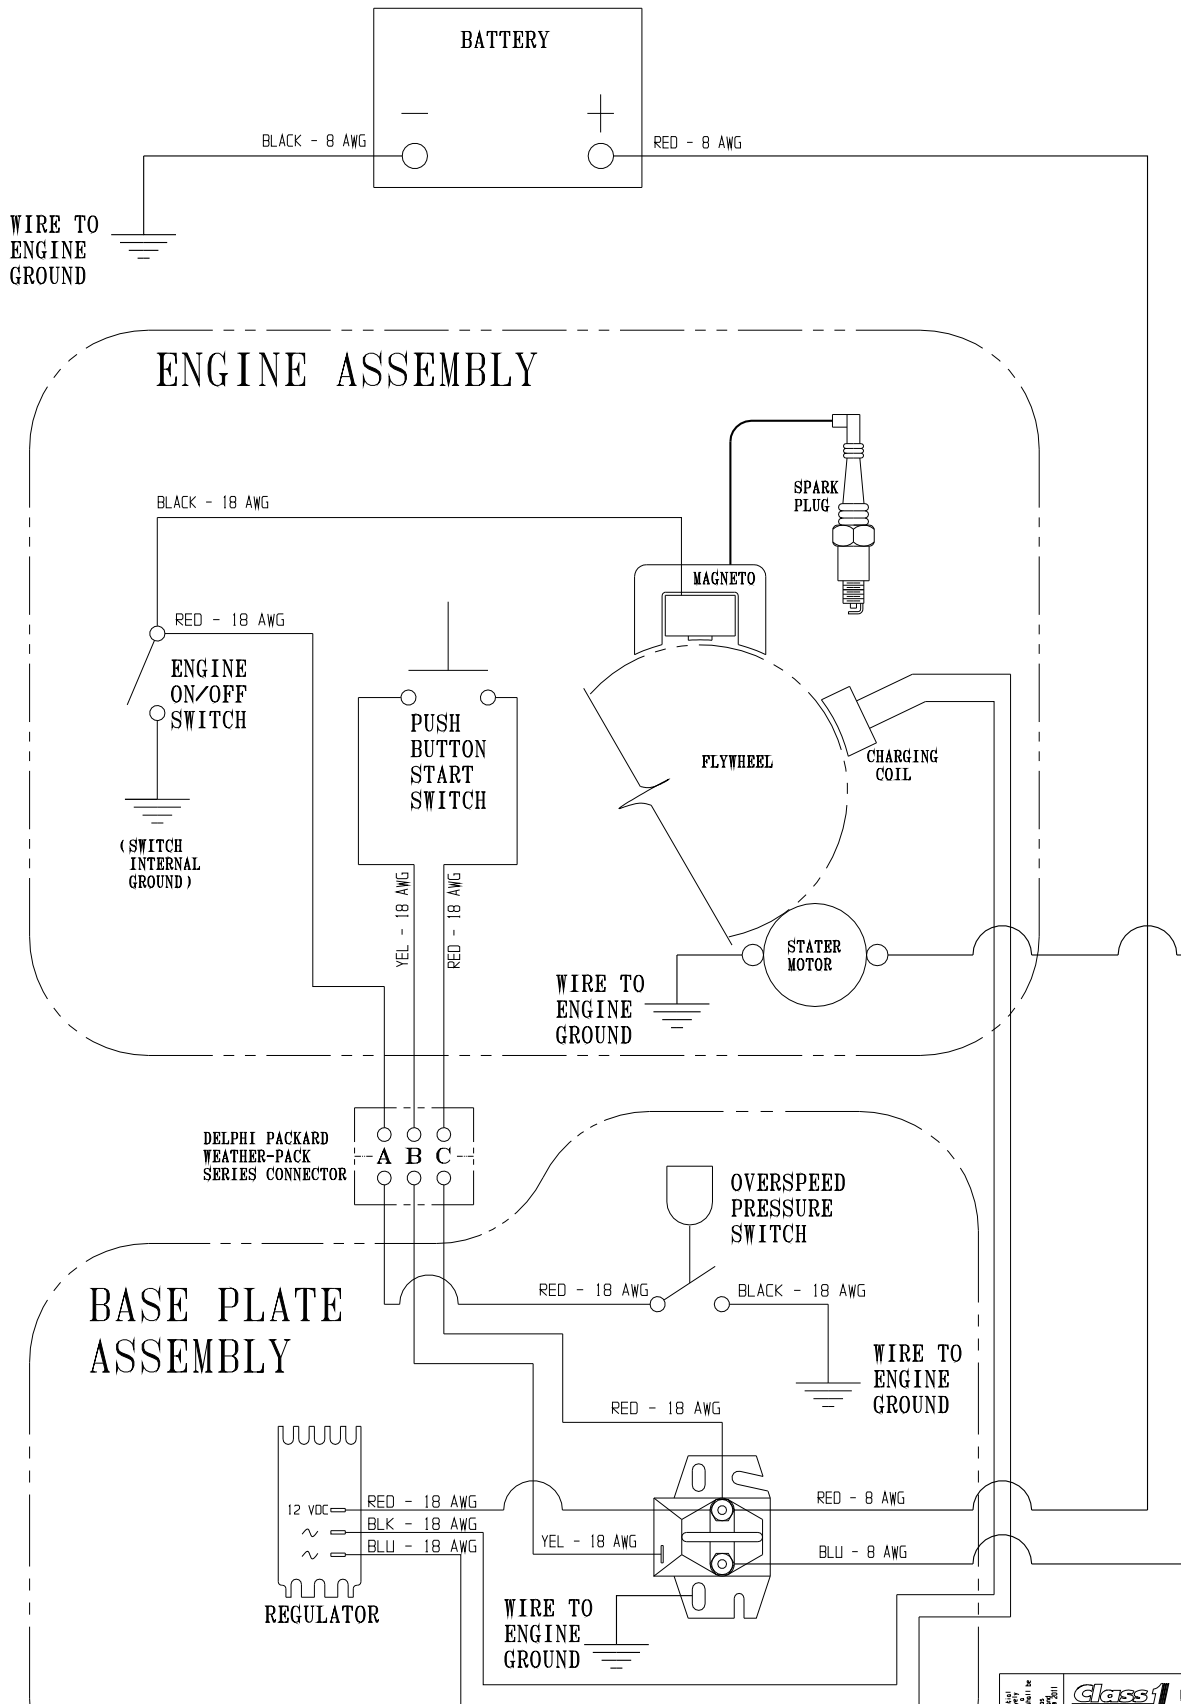 BATTERY
BLACK - 8 AWG
RED - 8 AWG
WIRE TO
ENGINE
GROUND
ENGINE ASSEMBLY
SPARK
PLUG
BLACK - 18 AWG
MAGNETO
RED - 18 AWG
ENGINE
ON/OFF
SWITCH
PUSH
BUTTON
START
SWITCH
FLYWHEEL
CHARGING
COIL
(SWITCH
INTERNAL
GROUND)
YEL - 18 AWG
RED - 18 AWG
STATER
MOTOR
WIRE TO
ENGINE
GROUND
DELPHI PACKARD
WEATHER-PACK
SERIES CONNECTOR
A B C
OVERSPEED
PRESSURE
SWITCH
RED - 18 AWG
BLACK - 18 AWG
BASE PLATE
ASSEMBLY
WIRE TO
ENGINE
GROUND
RED - 18 AWG
12 VDC
RED - 18 AWG
BLK - 18 AWG
BLU - 18 AWG
RED - 8 AWG
YEL - 18 AWG
BLU - 8 AWG
REGULATOR
WIRE TO
ENGINE
GROUND
Class1